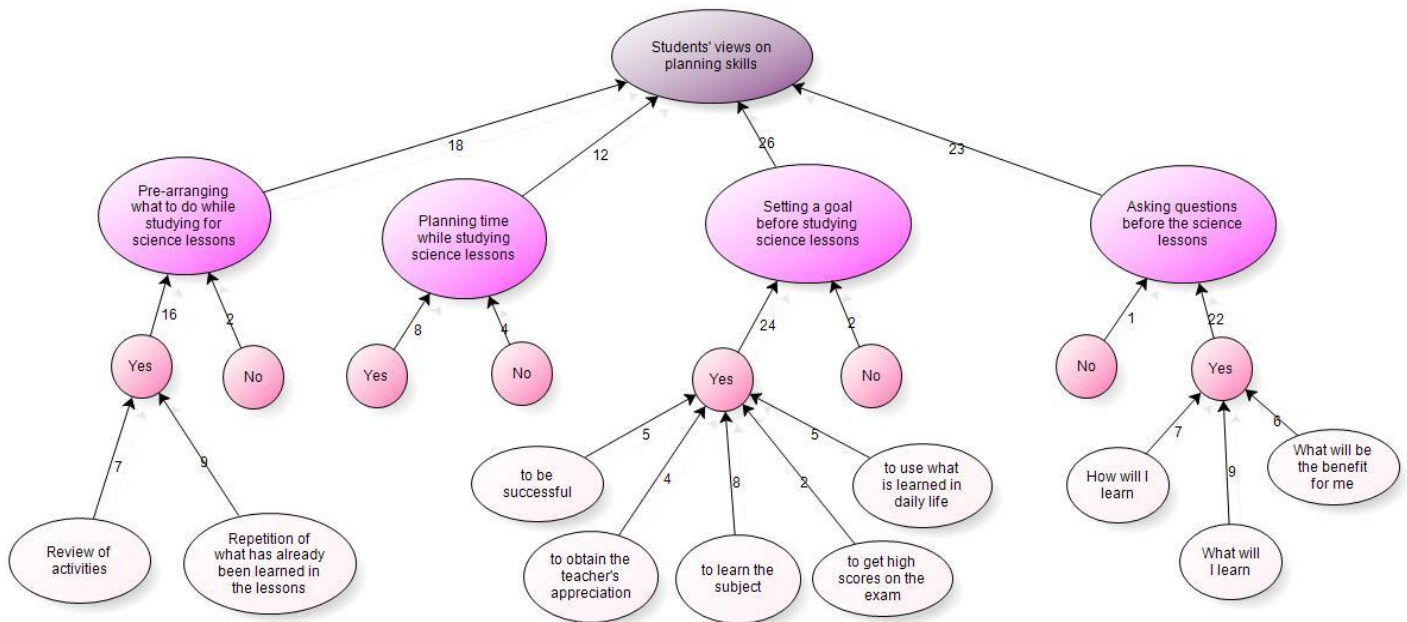 Students' views on
planning skills
18
12
26
23
Pre-arranging
what to do while
studying for
science lessons
Planning time
while studying
science lessons
Setting a goal
before studying
science lessons
Asking questions
before the science
lessons
16
2
8
4
24
2
1
22
Yes
No
Yes
No
Yes
No
No
Yes
7
9
5
4
8
2
5
7
9
6
Review of
activities
Repetition of
what has already
been learned in
the lessons
to be
successful
to obtain the
teacher's
appreciation
to learn the
subject
to get high
scores on the
exam
to use what
is learned in
daily life
How will I
learn
What will
I learn
What will be
the benefit
for me